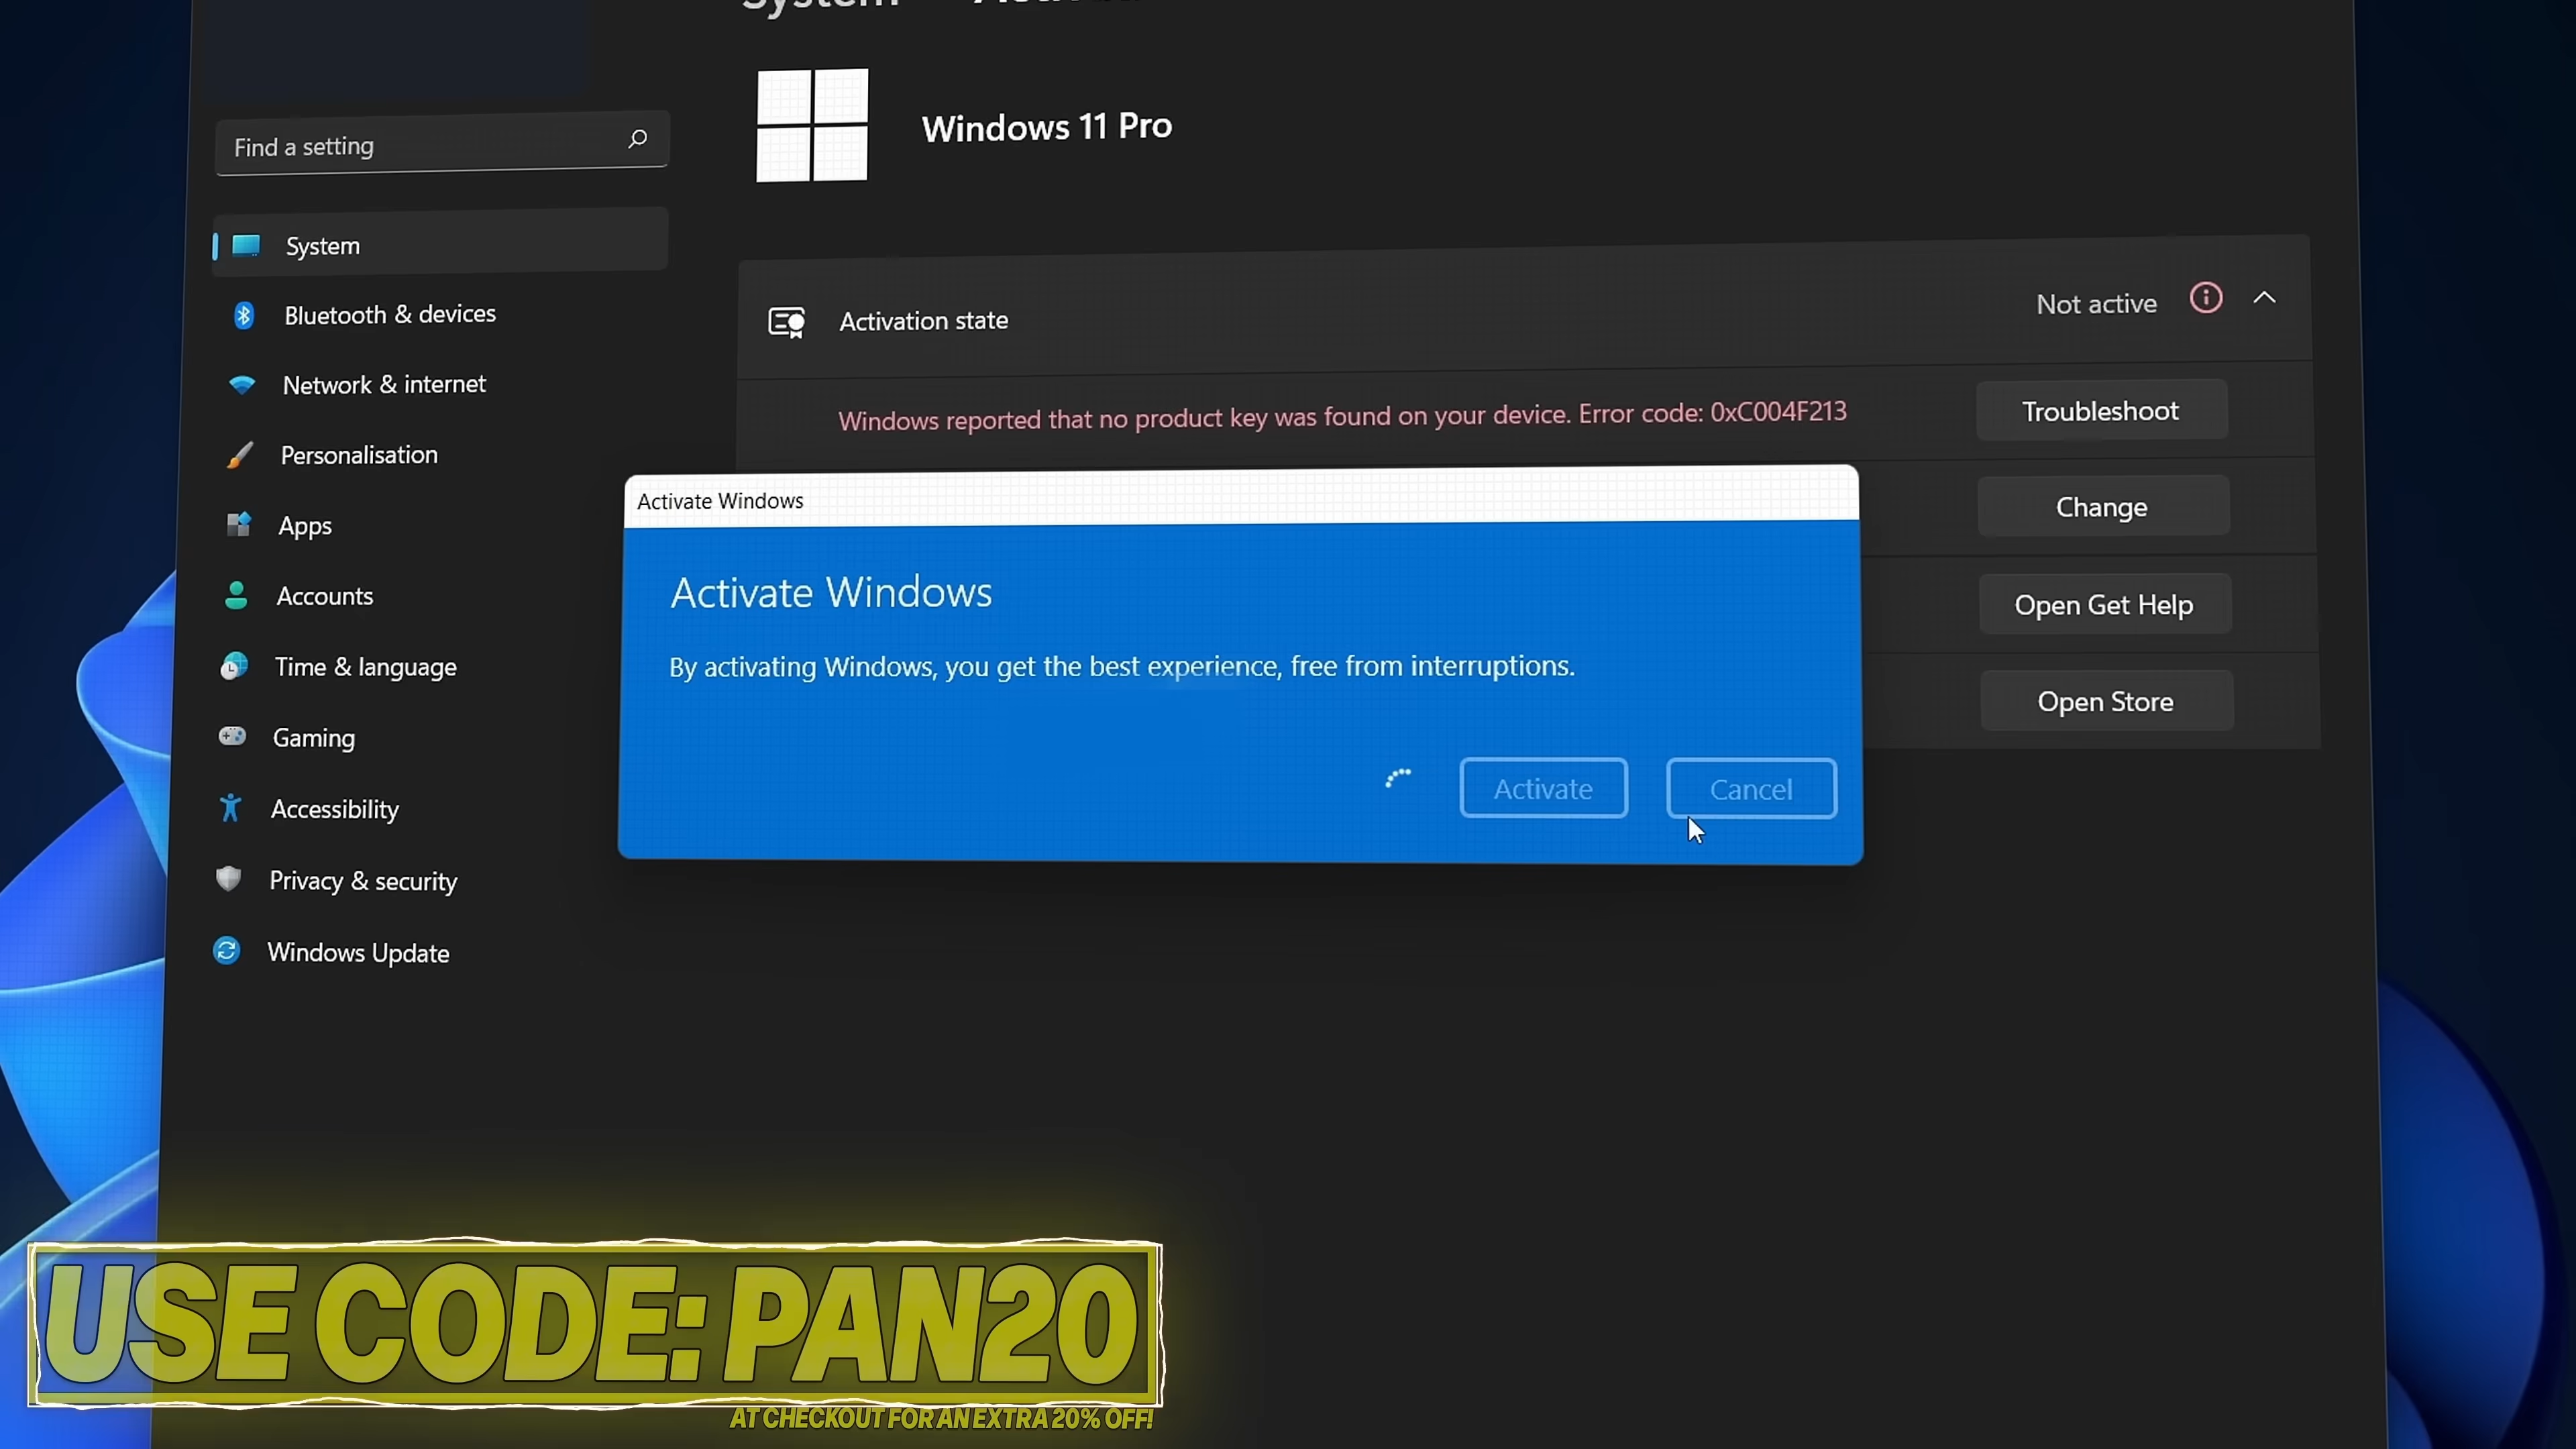 System
Windows 11 Pro
Find a setting
System
Bluetooth & devices
Network & internet
Personalisation
Apps
Accounts
Time & language
Gaming
Accessibility
Privacy & security
Windows Update
Activation state
Not active
Windows reported that no product key was found on your device. Error code: 0xC004F213
Troubleshoot
Change
Open Get Help
Open Store
Activate Windows
Activate Windows
By activating Windows, you get the best experience, free from interruptions.
Activate
Cancel
USE CODE: PAN20
AT CHECKOUT FOR AN EXTRA 20% OFF!